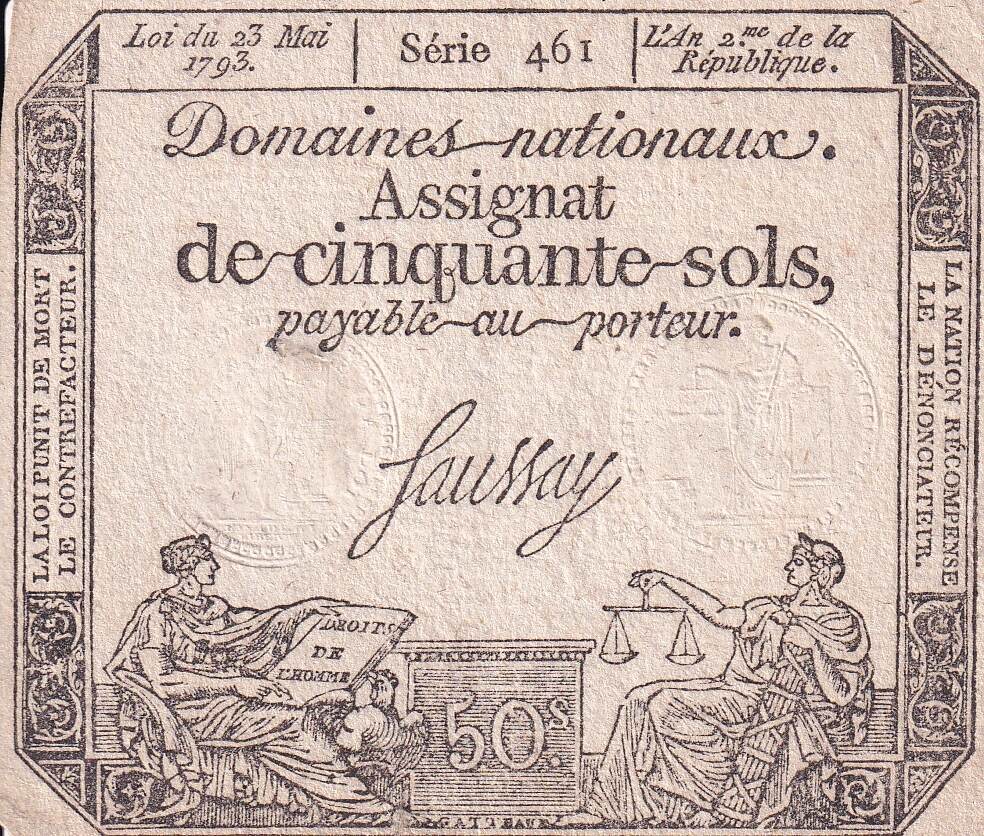 Loi du 23 Mai
1793.
Série 461
L'An 2.me de la
République.
Domaines nationaux.
Assignat
de cinquante sols,
payable au porteur.
LA LOI PUNIT DE MORT
LE CONTREFACTEUR.
LA NATION RÉCOMPENSE
LE DÉNONCIATEUR.
Saussay
DROITS
DE
L'HOMME
50.s
GATTEAUX